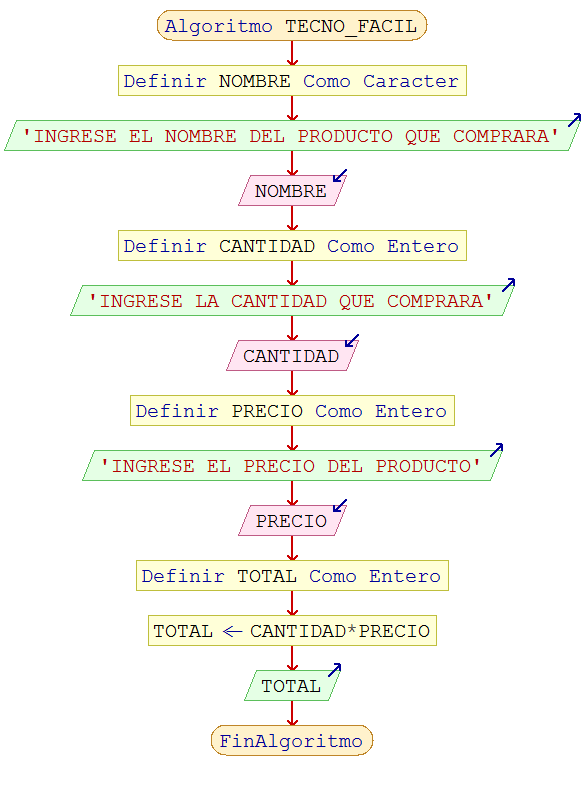 Algoritmo TECNO_FACIL
Definir NOMBRE Como Caracter
'INGRESE EL NOMBRE DEL PRODUCTO QUE COMPRARA'
NOMBRE
Definir CANTIDAD Como Entero
'INGRESE LA CANTIDAD QUE COMPRARA'
CANTIDAD
Definir PRECIO Como Entero
'INGRESE EL PRECIO DEL PRODUCTO'
PRECIO
Definir TOTAL Como Entero
TOTAL ← CANTIDAD*PRECIO
TOTAL
FinAlgoritmo